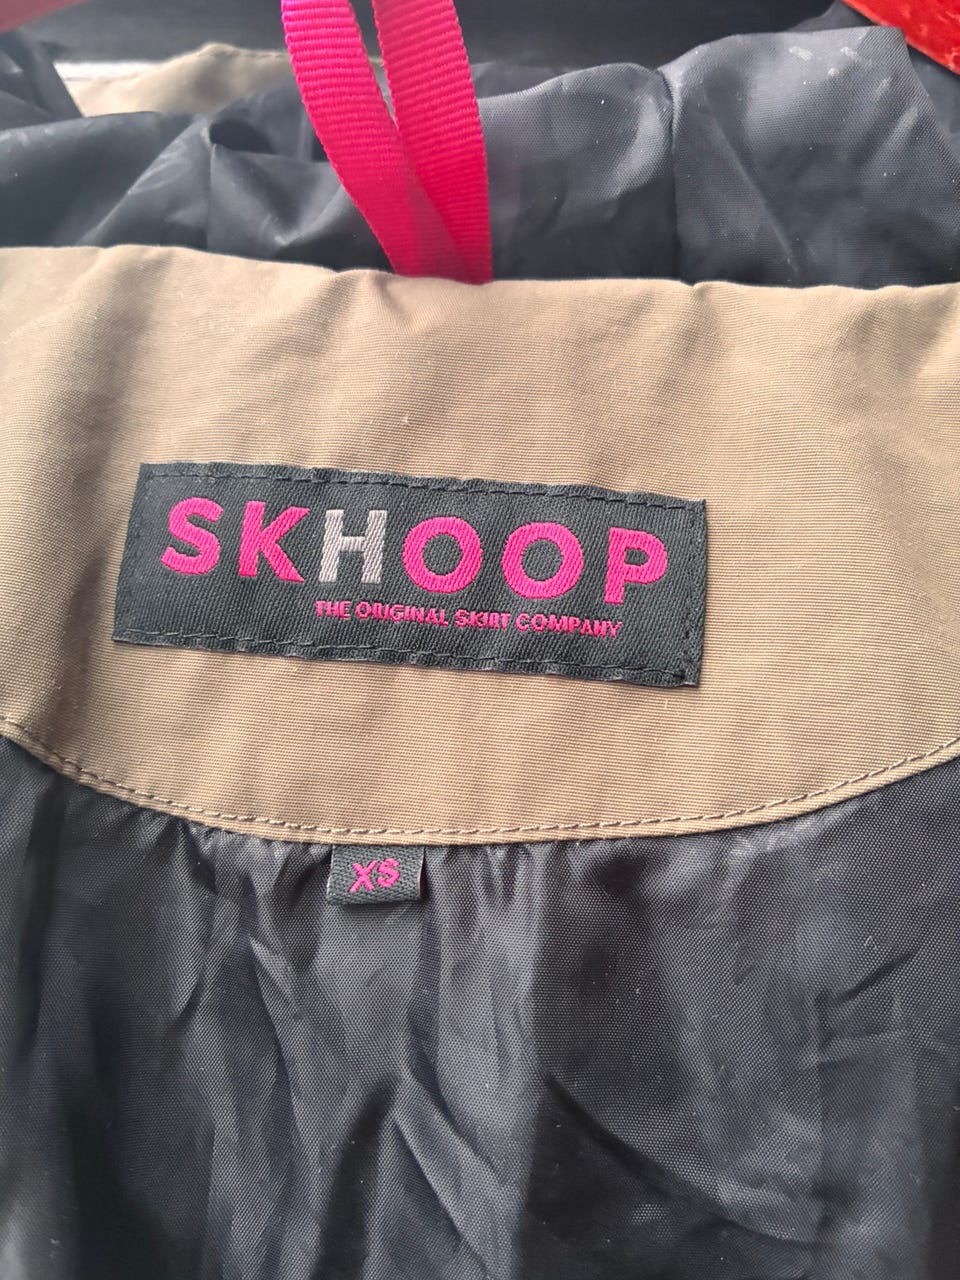 SKHOOP
THE ORIGINAL SKIRT COMPANY
XS